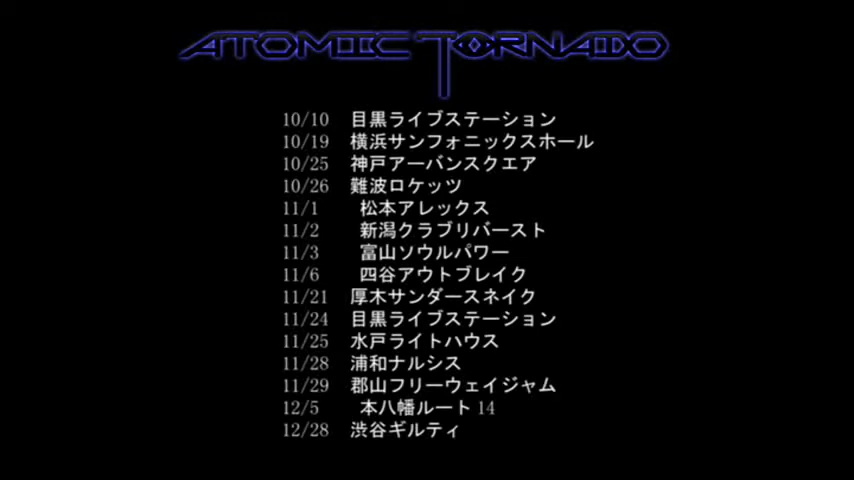 ATOMIC TORNADO
10/10 目黒ライブステーション
10/19 横浜サンフォニックスホール
10/25 神戸アーバンスクエア
10/26 難波ロケッツ
11/1 松本アレックス
11/2 新潟クラブリバースト
11/3 富山ソウルパワー
11/6 四谷アウトブレイク
11/21 厚木サンダースネイク
11/24 目黒ライブステーション
11/25 水戸ライトハウス
11/28 浦和ナルシス
11/29 郡山フリーウェイジャム
12/5 本八幡ルート14
12/28 渋谷ギルティ